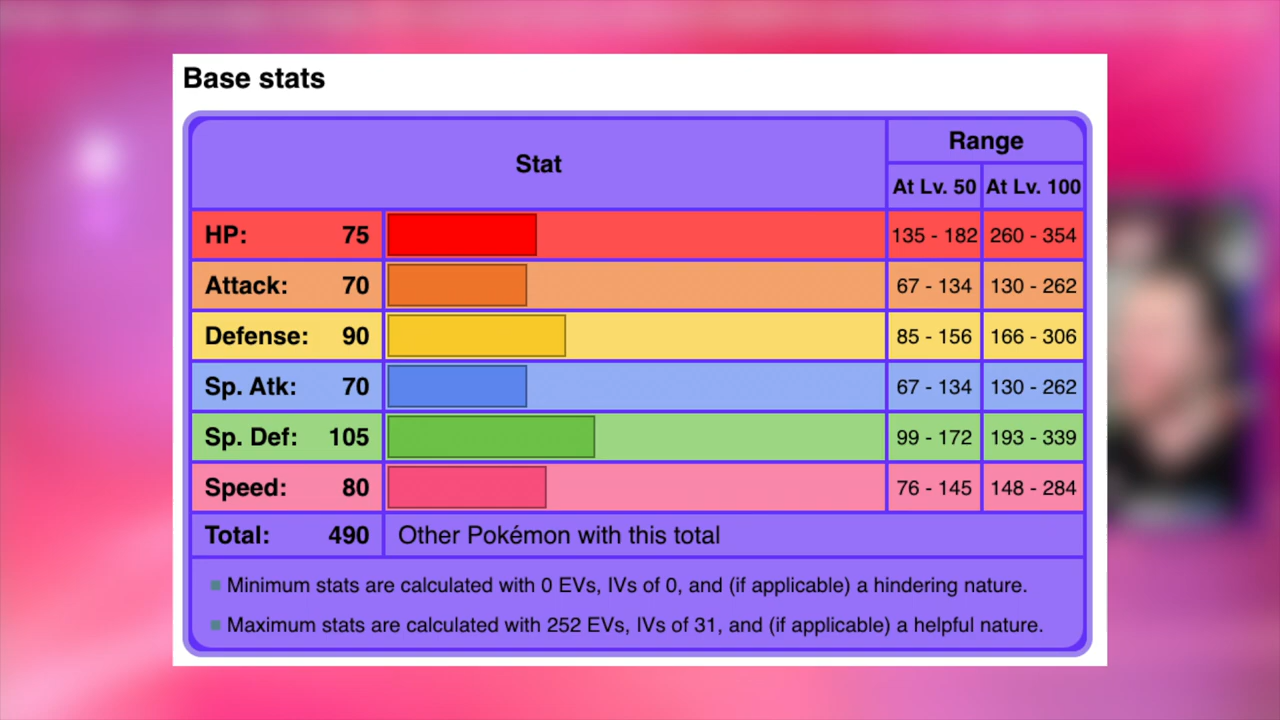 Base stats
Stat
Range
At Lv. 50 At Lv. 100
HP: 75 135 - 182 260 - 354
Attack: 70 67 - 134 130 - 262
Defense: 90 85 - 156 166 - 306
Sp. Atk: 70 67 - 134 130 - 262
Sp. Def: 105 99 - 172 193 - 339
Speed: 80 76 - 145 148 - 284
Total: 490 Other Pokémon with this total
Minimum stats are calculated with 0 EVs, IVs of 0, and (if applicable) a hindering nature.
Maximum stats are calculated with 252 EVs, IVs of 31, and (if applicable) a helpful nature.